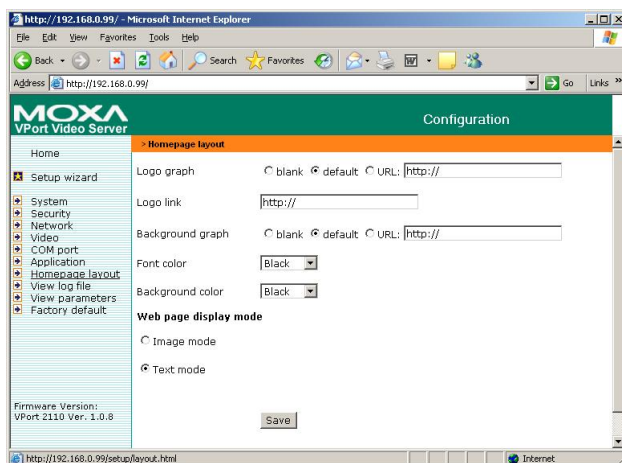 http://192.168.0.99/ - Microsoft Internet Explorer
File Edit View Favorites Tools Help
Back Search Favorites
Address http://192.168.0.99/ Go Links »
MOXA
VPort Video Server
Configuration
Home
Setup wizard
System
Security
Network
Video
COM port
Application
Homepage layout
View log file
View parameters
Factory default
Firmware Version:
VPort 2110 Ver. 1.0.8
> Homepage layout
Logo graph blank default URL: http://
Logo link http://
Background graph blank default URL: http://
Font color Black
Background color Black
Web page display mode
Image mode
Text mode
Save
http://192.168.0.99/setup/layout.html Internet